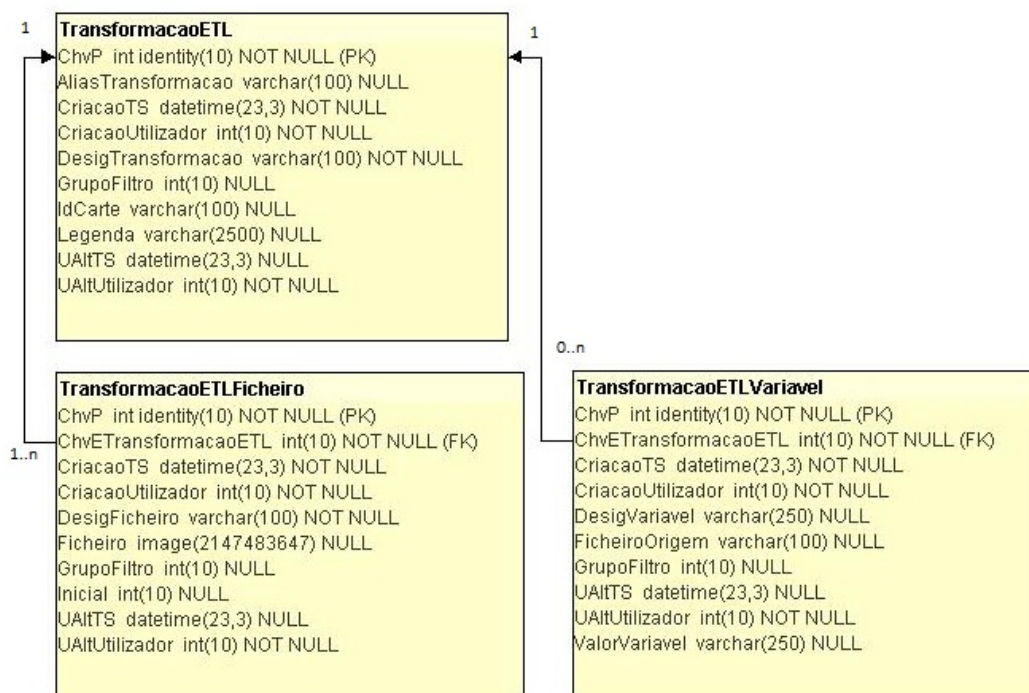 1
TransformacaoETL
1
ChvP int identity(10) NOT NULL (PK)
AliasTransformacao varchar(100) NULL
CriacaoTS datetime(23,3) NOT NULL
CriacaoUtilizador int(10) NOT NULL
DesigTransformacao varchar(100) NOT NULL
GrupoFiltro int(10) NULL
IdCarte varchar(100) NULL
Legenda varchar(2500) NULL
UAltTS datetime(23,3) NULL
UAltUtilizador int(10) NOT NULL
0..n
TransformacaoETLFicheiro
ChvP int identity(10) NOT NULL (PK)
ChvETransformacaoETL int(10) NOT NULL (FK)
1..n
CriacaoTS datetime(23,3) NOT NULL
CriacaoUtilizador int(10) NOT NULL
DesigFicheiro varchar(100) NOT NULL
Ficheiro image(2147483647) NULL
GrupoFiltro int(10) NULL
Inicial int(10) NULL
UAltTS datetime(23,3) NULL
UAltUtilizador int(10) NOT NULL
TransformacaoETLVariavel
ChvP int identity(10) NOT NULL (PK)
ChvETransformacaoETL int(10) NOT NULL (FK)
CriacaoTS datetime(23,3) NOT NULL
CriacaoUtilizador int(10) NOT NULL
DesigVariavel varchar(250) NOT NULL
FicheiroOrigem varchar(100) NULL
GrupoFiltro int(10) NULL
UAltTS datetime(23,3) NULL
UAltUtilizador int(10) NOT NULL
ValorVariavel varchar(250) NULL